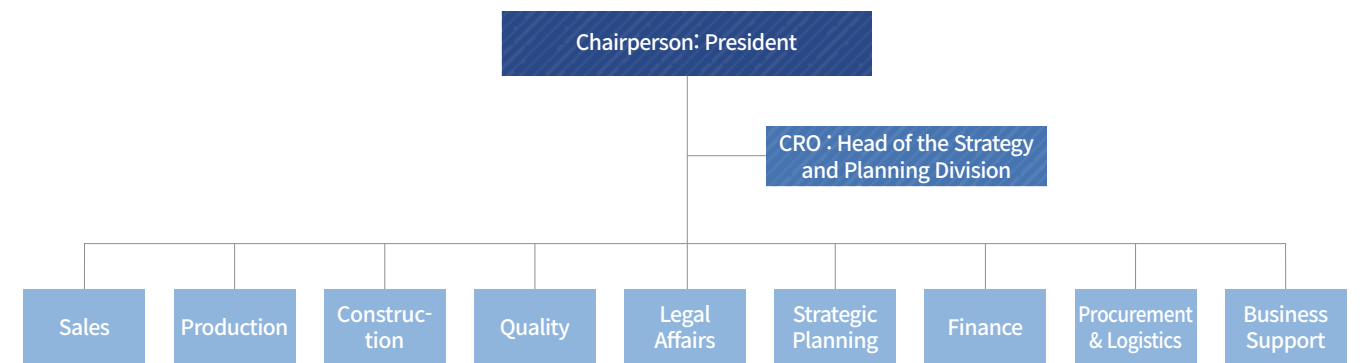 Chairperson: President
CRO : Head of the Strategy
and Planning Division
Sales
Production
Construc-
tion
Quality
Legal
Affairs
Strategic
Planning
Finance
Procurement
& Logistics
Business
Support